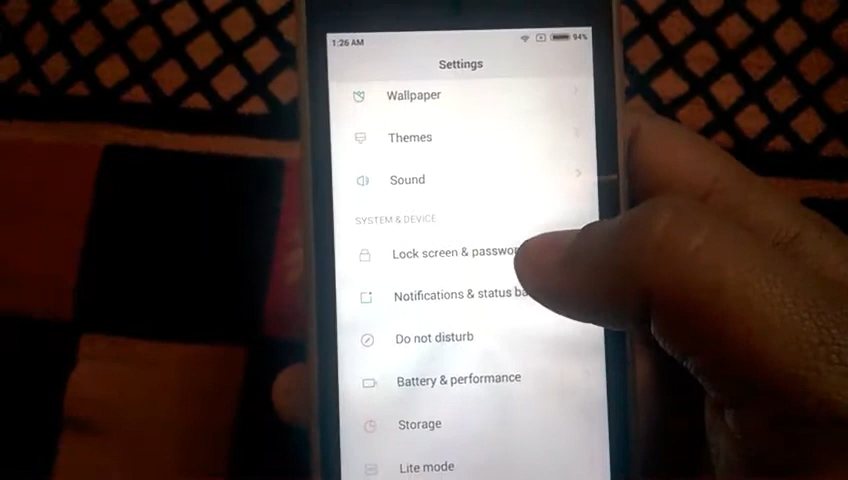 1:26 AM 94%
Settings
Wallpaper
Themes
Sound
SYSTEM & DEVICE
Lock screen & passwor
Notifications & status ba
Do not disturb
Battery & performance
Storage
Lite mode